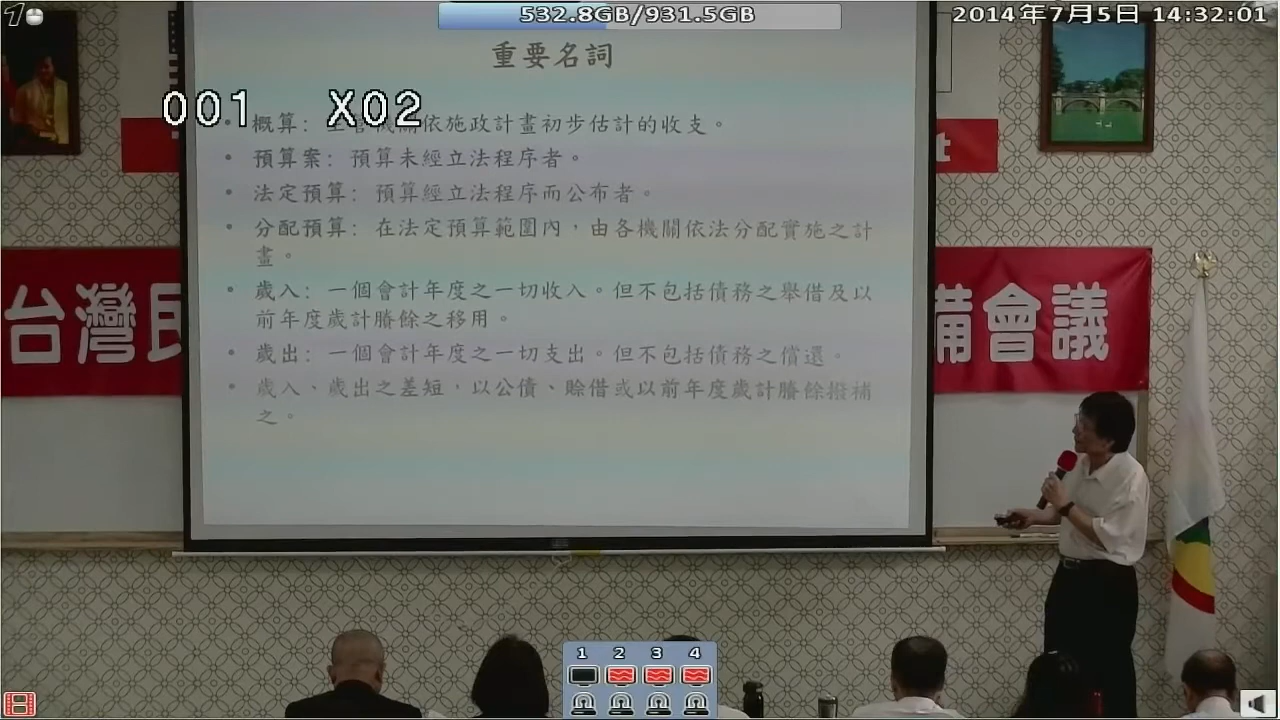 532.8GB/931.5GB
2014年7月5日 14:32:01
重要名詞
001 X02
• 概算：主管機關依施政計畫初步估計的收支。
• 預算案：預算未經立法程序者。
• 法定預算：預算經立法程序而公布者。
• 分配預算：在法定預算範圍內，由各機關依法分配實施之計
畫。
• 歲入：一個會計年度之一切收入。但不包括債務之舉借及以
前年度歲計賸餘之移用。
• 歲出：一個會計年度之一切支出。但不包括債務之償還。
• 歲入、歲出之差短，以公債、賒借或以前年度歲計賸餘撥補
之。
t
台灣民
備會議
1 2 3 4